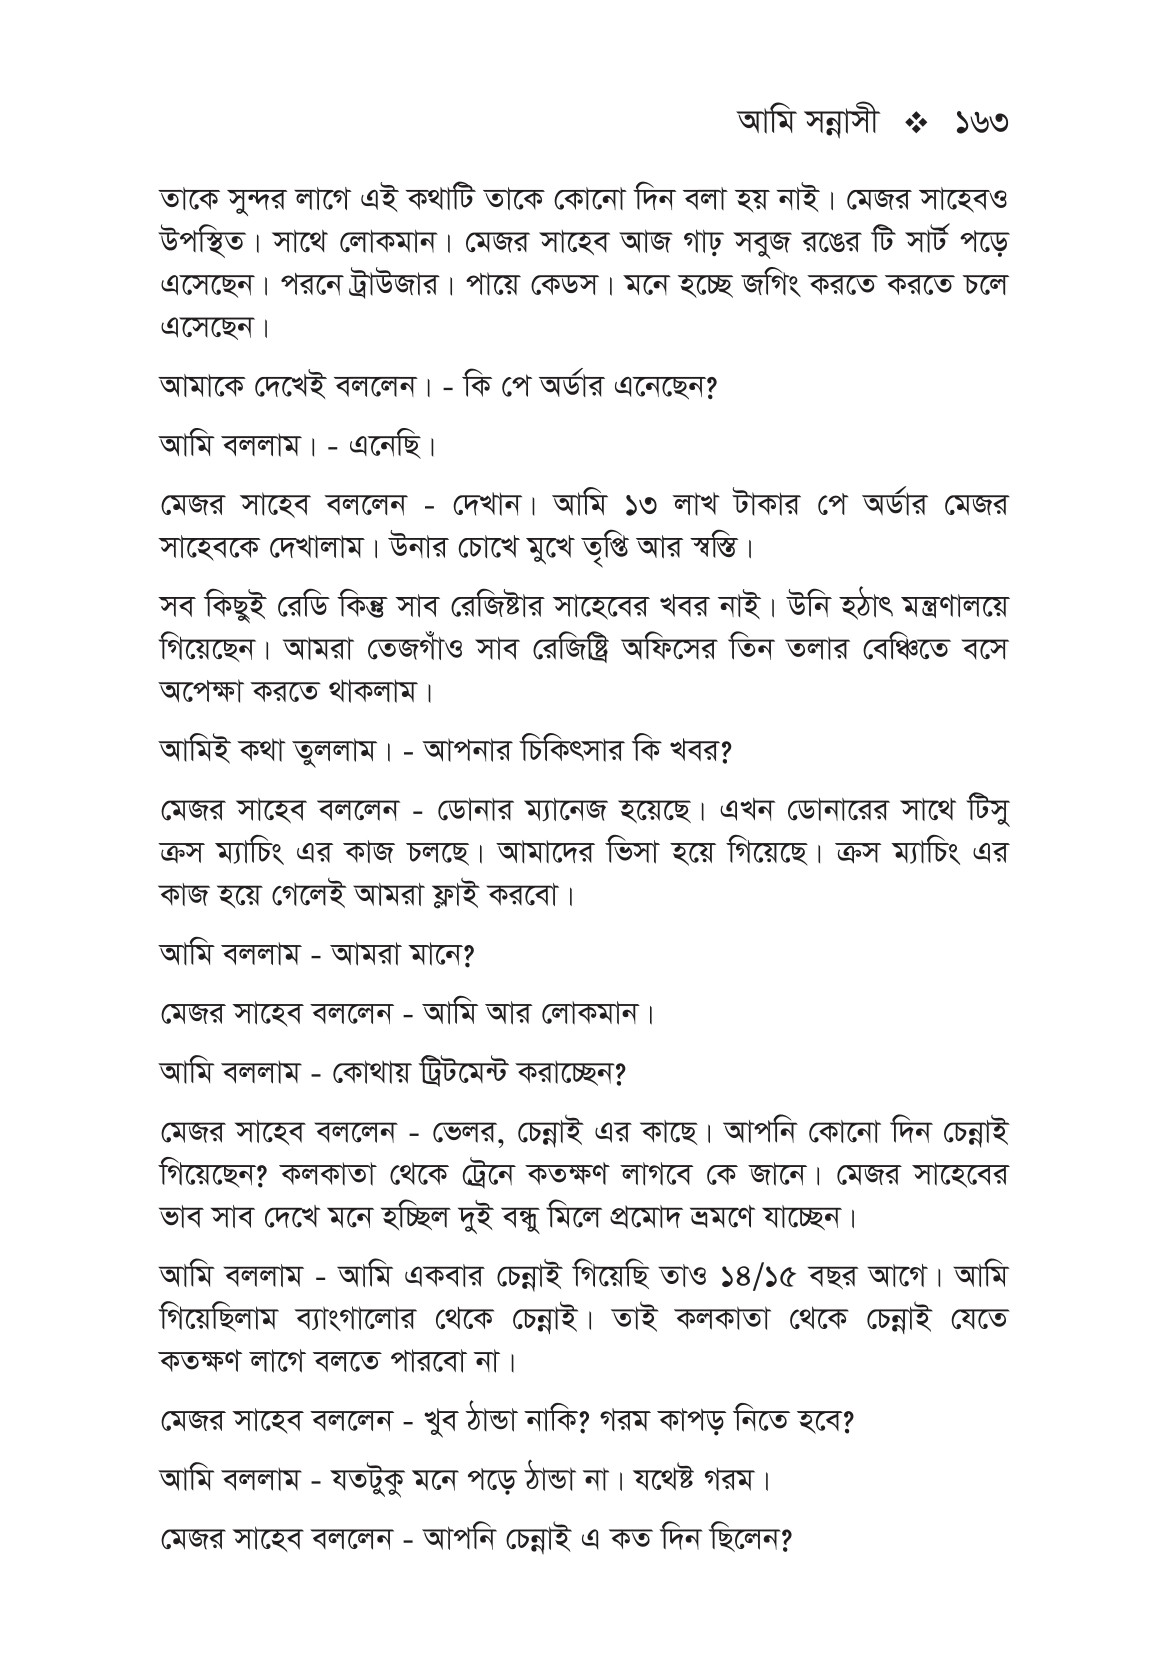 আমি সন্নাসী ❖ ১৬৩
তাকে সুন্দর লাগে এই কথাটি তাকে কোনো দিন বলা হয় নাই। মেজর সাহেবও
উপস্থিত। সাথে লোকমান। মেজর সাহেব আজ গাঢ় সবুজ রঙের টি সার্ট পড়ে
এসেছেন। পরনে ট্রাউজার। পায়ে কেডস। মনে হচ্ছে জগিং করতে করতে চলে
এসেছেন।
আমাকে দেখেই বললেন। - কি পে অর্ডার এনেছেন?
আমি বললাম। - এনেছি।
মেজর সাহেব বললেন - দেখান। আমি ১৩ লাখ টাকার পে অর্ডার মেজর
সাহেবকে দেখালাম। উনার চোখে মুখে তৃপ্তি আর স্বস্তি।
সব কিছুই রেডি কিন্তু সাব রেজিষ্টার সাহেবের খবর নাই। উনি হঠাৎ মন্ত্রণালয়ে
গিয়েছেন। আমরা তেজগাঁও সাব রেজিষ্ট্রি অফিসের তিন তলার বেঞ্চিতে বসে
অপেক্ষা করতে থাকলাম।
আমিই কথা তুললাম। - আপনার চিকিৎসার কি খবর?
মেজর সাহেব বললেন - ডোনার ম্যানেজ হয়েছে। এখন ডোনারের সাথে টিসু
ক্রস ম্যাচিং এর কাজ চলছে। আমাদের ভিসা হয়ে গিয়েছে। ক্রস ম্যাচিং এর
কাজ হয়ে গেলেই আমরা ফ্লাই করবো।
আমি বললাম - আমরা মানে?
মেজর সাহেব বললেন - আমি আর লোকমান।
আমি বললাম - কোথায় ট্রিটমেন্ট করাচ্ছেন?
মেজর সাহেব বললেন - ভেলর, চেন্নাই এর কাছে। আপনি কোনো দিন চেন্নাই
গিয়েছেন? কলকাতা থেকে ট্রেনে কতক্ষণ লাগবে কে জানে। মেজর সাহেবের
ভাব সাব দেখে মনে হচ্ছিল দুই বন্ধু মিলে প্রমোদ ভ্রমণে যাচ্ছেন।
আমি বললাম - আমি একবার চেন্নাই গিয়েছি তাও ১৪/১৫ বছর আগে। আমি
গিয়েছিলাম ব্যাংগালোর থেকে চেন্নাই। তাই কলকাতা থেকে চেন্নাই যেতে
কতক্ষণ লাগে বলতে পারবো না।
মেজর সাহেব বললেন - খুব ঠান্ডা নাকি? গরম কাপড় নিতে হবে?
আমি বললাম - যতটুকু মনে পড়ে ঠান্ডা না। যথেষ্ট গরম।
মেজর সাহেব বললেন - আপনি চেন্নাই এ কত দিন ছিলেন?